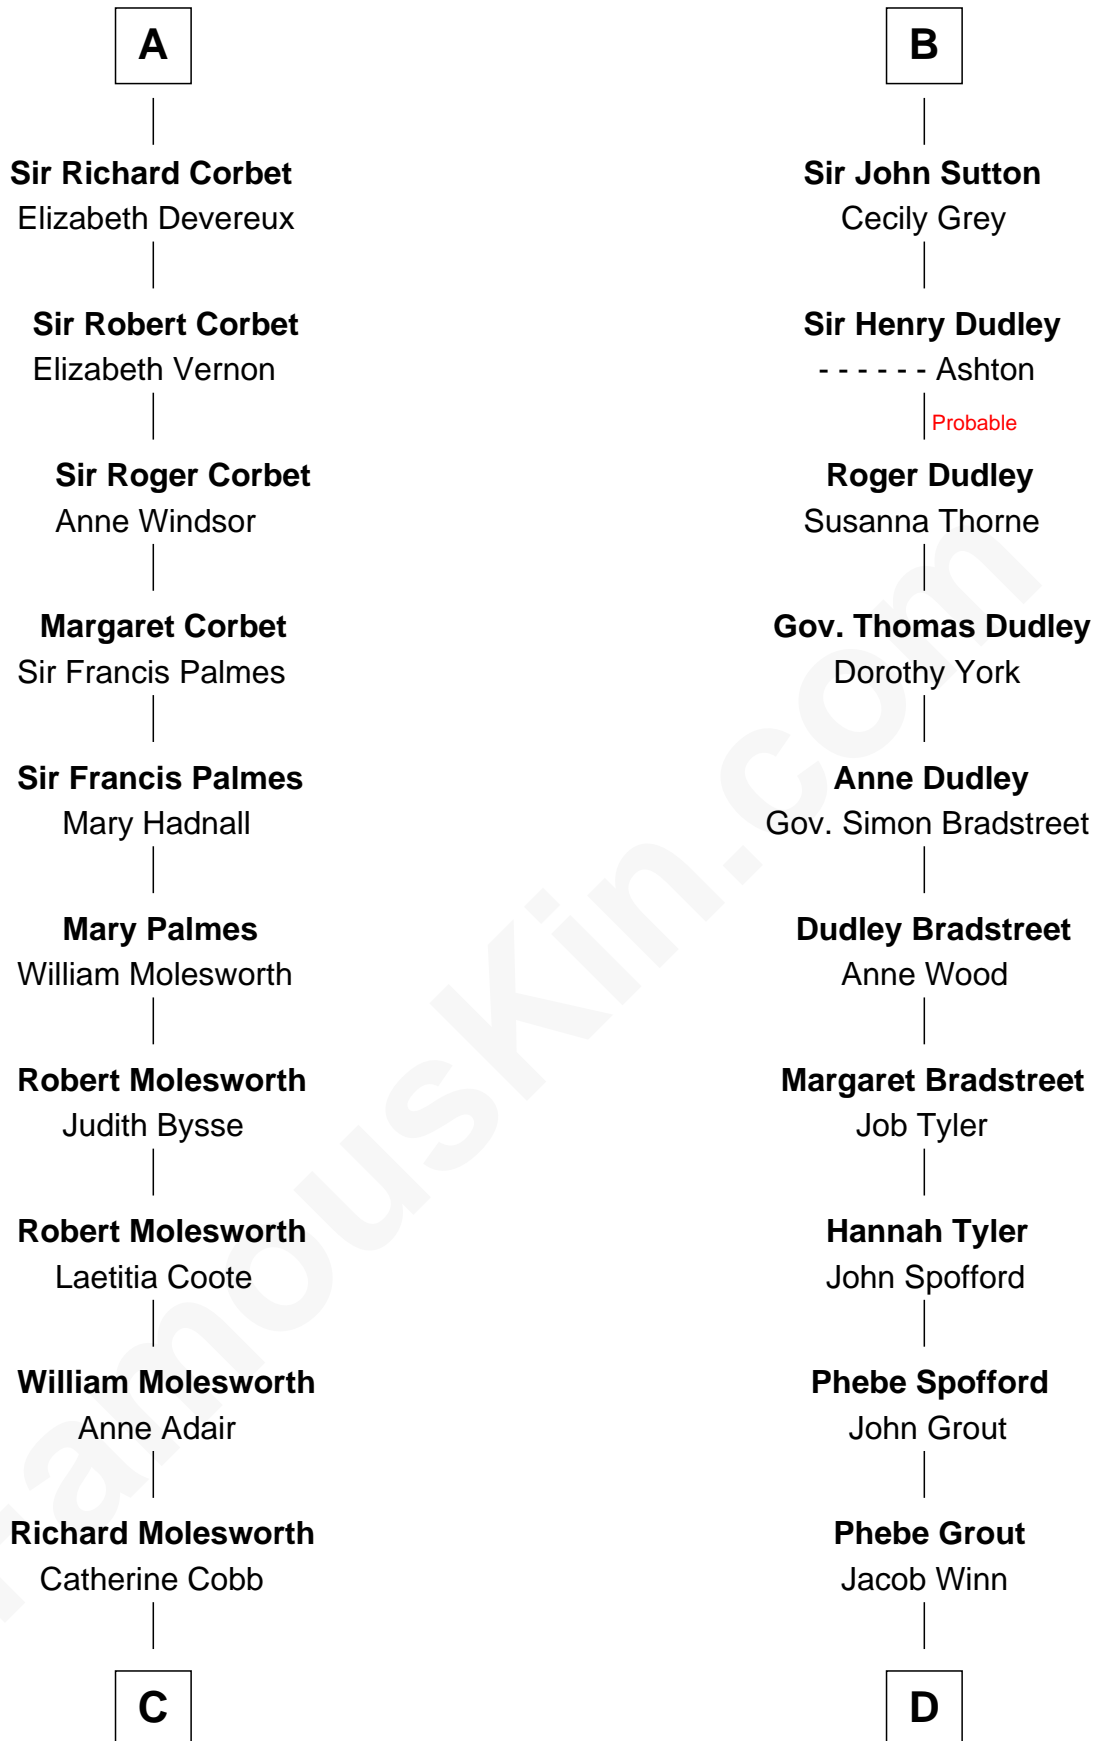 A
Sir Richard Corbet
Elizabeth Devereux
Sir Robert Corbet
Elizabeth Vernon
Sir Roger Corbet
Anne Windsor
Margaret Corbet
Sir Francis Palmes
Sir Francis Palmes
Mary Hadnall
Mary Palmes
William Molesworth
Robert Molesworth
Judith Bysse
Robert Molesworth
Laetitia Coote
William Molesworth
Anne Adair
Richard Molesworth
Catherine Cobb
C
B
Sir John Sutton
Cecily Grey
Sir Henry Dudley
- - - - - - Ashton
Probable
Roger Dudley
Susanna Thorne
Gov. Thomas Dudley
Dorothy York
Anne Dudley
Gov. Simon Bradstreet
Dudley Bradstreet
Anne Wood
Margaret Bradstreet
Job Tyler
Hannah Tyler
John Spofford
Phebe Spofford
John Grout
Phebe Grout
Jacob Winn
D
FamousKin.com